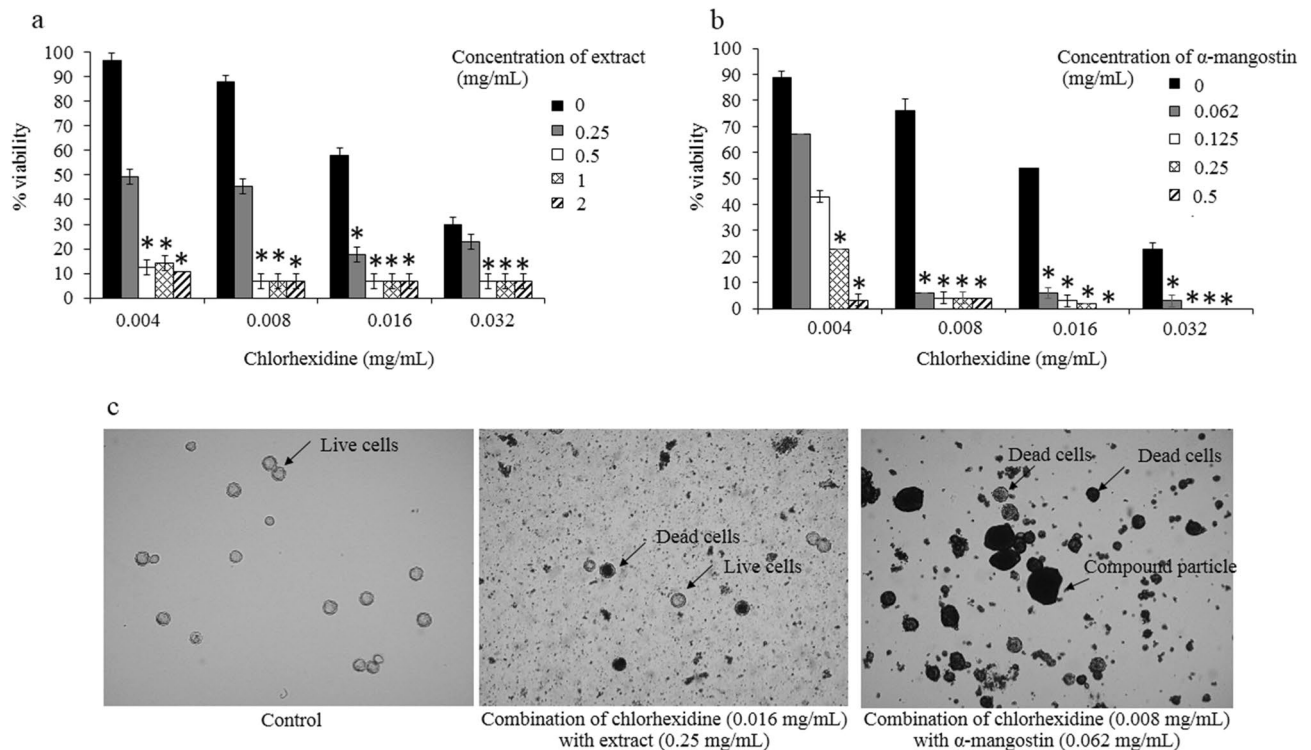 a
Concentration of extract
(mg/mL)
0
0.25
0.5
1
2
% viability
100
90
80
70
60
50
40
30
20
10
0
* * *
* * *
* * * *
* * *
0.004
0.008
0.016
0.032
Chlorhexidine (mg/mL)
b
Concentration of α-mangostin
(mg/mL)
0
0.062
0.125
0.25
0.5
% viability
100
90
80
70
60
50
40
30
20
10
0
* *
* * * *
* * * *
* * * *
0.004
0.008
0.016
0.032
Chlorhexidine (mg/mL)
c
Live cells
Control
Dead cells
Live cells
Combination of chlorhexidine (0.016 mg/mL)
with extract (0.25 mg/mL)
Dead cells
Dead cells
Compound particle
Combination of chlorhexidine (0.008 mg/mL)
with α-mangostin (0.062 mg/mL)